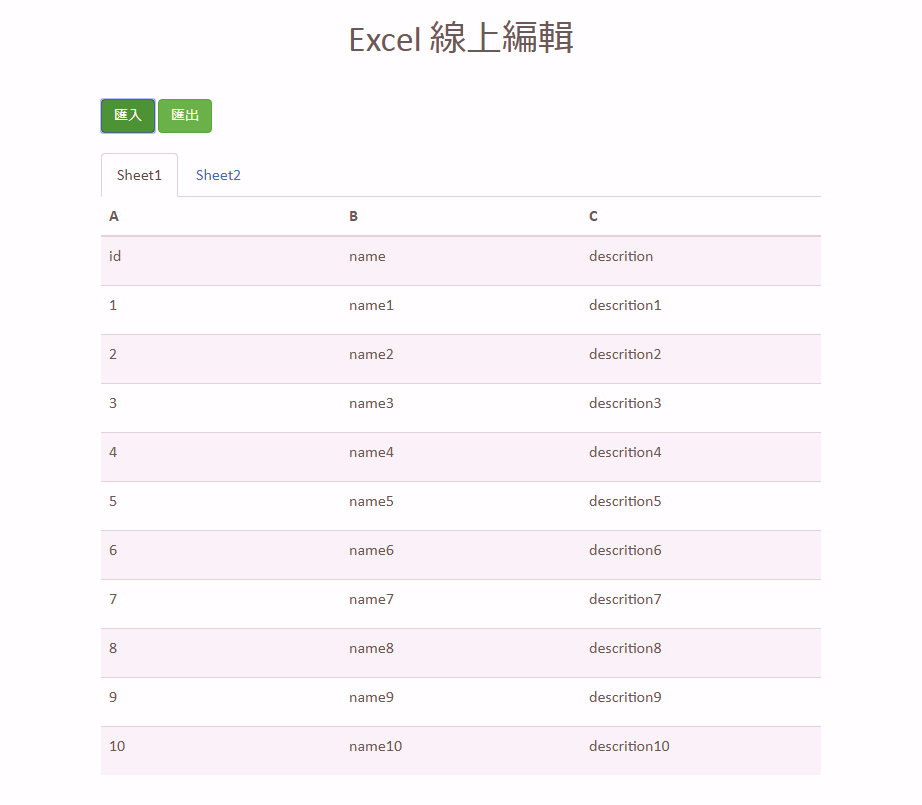 Excel 線上編輯
匯入 匯出
Sheet1 Sheet2
A B C
id name descrition
1 name1 descrition1
2 name2 descrition2
3 name3 descrition3
4 name4 descrition4
5 name5 descrition5
6 name6 descrition6
7 name7 descrition7
8 name8 descrition8
9 name9 descrition9
10 name10 descrition10